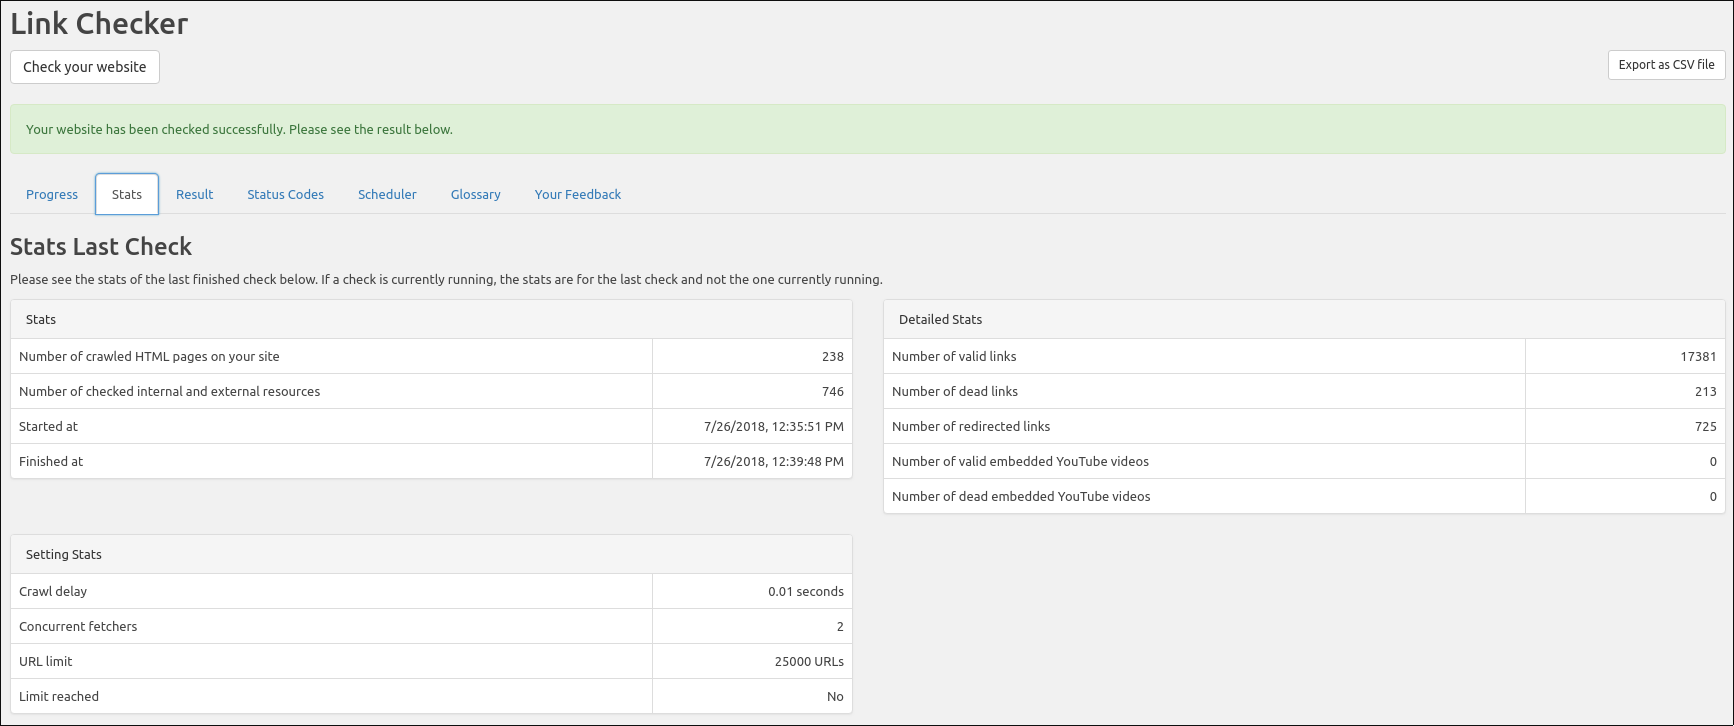 Link Checker
Check your website
Export as CSV file
Your website has been checked successfully. Please see the result below.
Progress Stats Result Status Codes Scheduler Glossary Your Feedback
Stats Last Check
Please see the stats of the last finished check below. If a check is currently running, the stats are for the last check and not the one currently running.
Stats
Number of crawled HTML pages on your site 238
Number of checked internal and external resources 746
Started at 7/26/2018, 12:35:51 PM
Finished at 7/26/2018, 12:39:48 PM
Detailed Stats
Number of valid links 17381
Number of dead links 213
Number of redirected links 725
Number of valid embedded YouTube videos 0
Number of dead embedded YouTube videos 0
Setting Stats
Crawl delay 0.01 seconds
Concurrent fetchers 2
URL limit 25000 URLs
Limit reached No